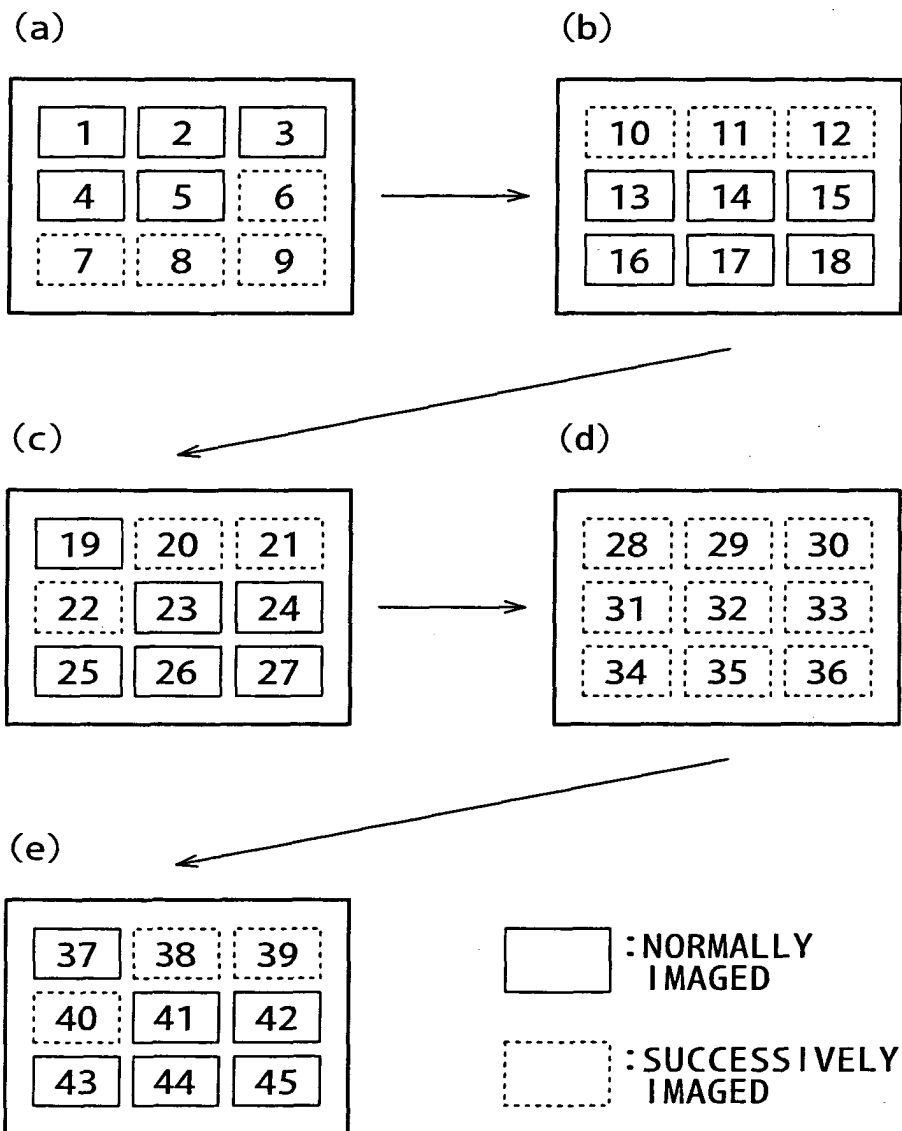 (a) (b)
1 2 3 10 11 12
4 5 6 13 14 15
7 8 9 16 17 18
(c) (d)
19 20 21 28 29 30
22 23 24 31 32 33
25 26 27 34 35 36
(e)
37 38 39 :NORMALLY
IMAGED
40 41 42
43 44 45 :SUCCESSIVELY
IMAGED